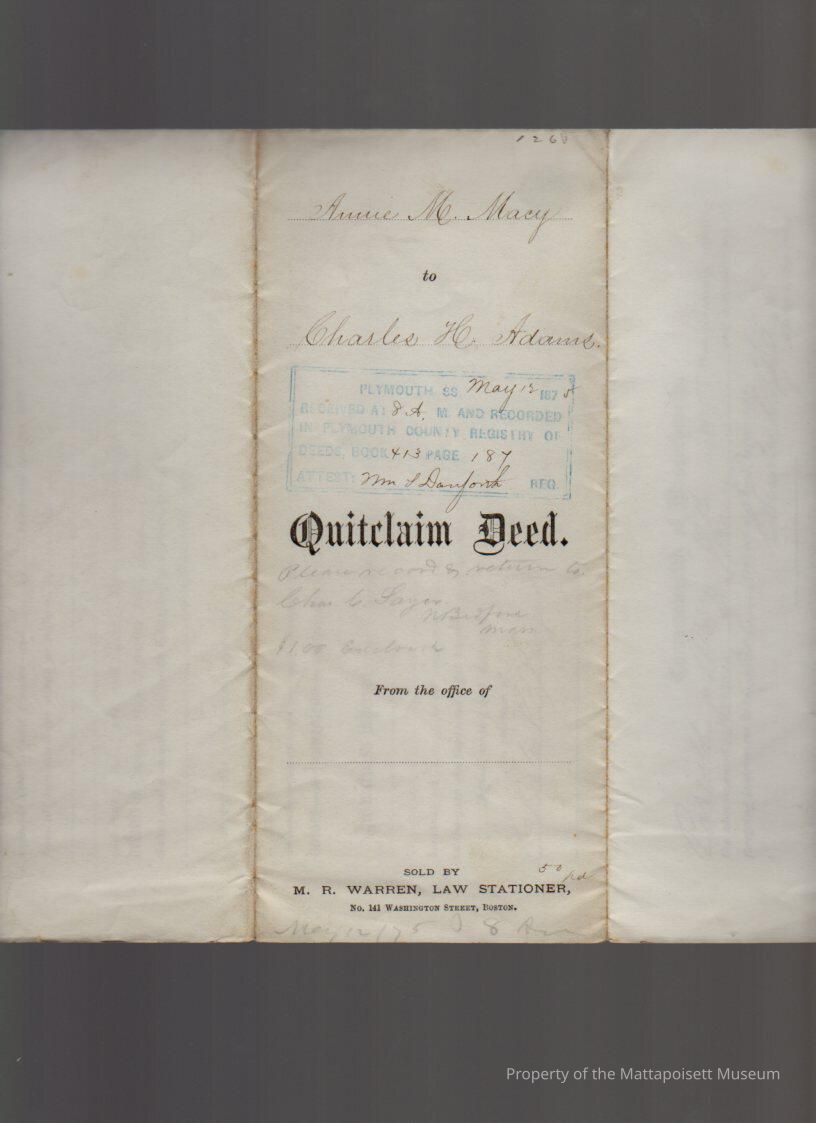 1268
Annie M. Macy
to
Charles H. Adams.
PLYMOUTH, SS. May 12 1875
RECEIVED AT 8 A. M. AND RECORDED
IN PLYMOUTH COUNTY REGISTRY OF
DEEDS, BOOK 413 PAGE 187
ATTEST: Wm S Danforth REG.
Quitclaim Deed.
Please record & return to
Chas C
N Bedford
Mass
$1.00 Enclosed
From the office of
SOLD BY
50 pd
M. R. WARREN, LAW STATIONER,
No. 141 WASHINGTON STREET, BOSTON.
May 12/75 8 Am
Property of the Mattapoisett Museum